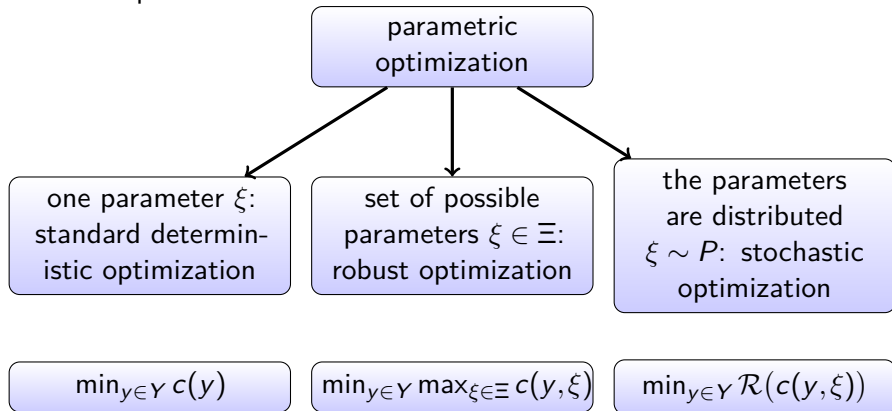 parametric
optimization
one parameter ξ:
standard determin-
istic optimization
set of possible
parameters ξ ∈ Ξ:
robust optimization
the parameters
are distributed
ξ ∼ P: stochastic
optimization
min_{y∈Y} c(y)
min_{y∈Y} max_{ξ∈Ξ} c(y, ξ)
min_{y∈Y} ℛ(c(y, ξ))